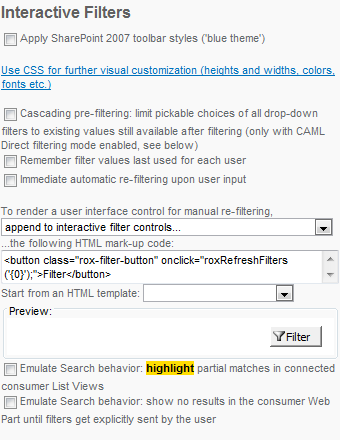 Interactive Filters
Apply SharePoint 2007 toolbar styles ('blue theme')
Use CSS for further visual customization (heights and widths, colors,
fonts etc.)
Cascading pre-filtering: limit pickable choices of all drop-down
filters to existing values still available after filtering (only with CAML
Direct filtering mode enabled, see below)
Remember filter values last used for each user
Immediate automatic re-filtering upon user input
To render a user interface control for manual re-filtering,
append to interactive filter controls...
...the following HTML mark-up code:
<button class="rox-filter-button" onclick="roxRefreshFilters
('{0}');">Filter</button>
Start from an HTML template:
Preview:
Filter
Emulate Search behavior: highlight partial matches in connected
consumer List Views
Emulate Search behavior: show no results in the consumer Web
Part until filters get explicitly sent by the user